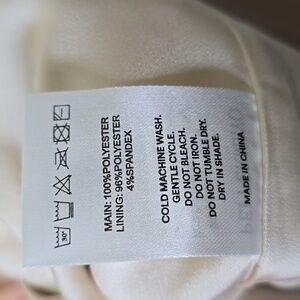 30°
MAIN: 100%POLYESTER
LINING: 96%POLYESTER
4%SPANDEX
COLD MACHINE WASH.
GENTLE CYCLE.
DO NOT BLEACH.
DO NOT IRON.
DO NOT TUMBLE DRY.
DRY IN SHADE.
MADE IN CHINA